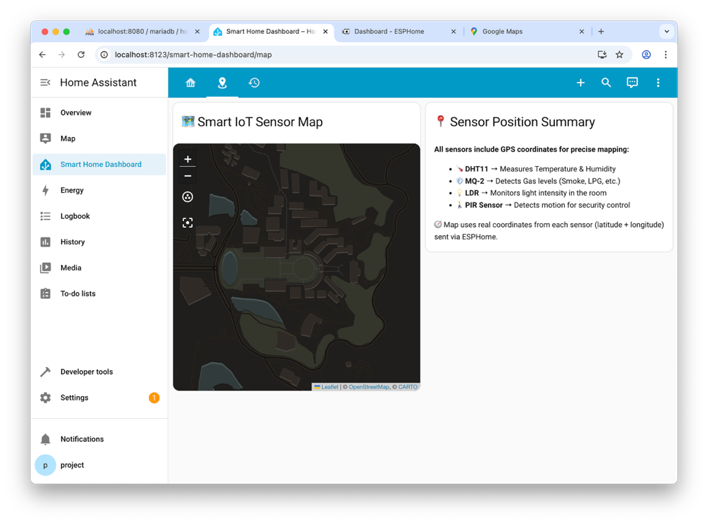 localhost:8080 / mariadb / ho
Smart Home Dashboard – Ho
Dashboard - ESPHome
Google Maps
localhost:8123/smart-home-dashboard/map
Home Assistant
Overview
Map
Smart Home Dashboard
Energy
Logbook
History
Media
To-do lists
Developer tools
Settings
1
Notifications
p
project
Smart IoT Sensor Map
+
−
Leaflet | © OpenStreetMap, © CARTO
Sensor Position Summary
All sensors include GPS coordinates for precise mapping:
• DHT11 → Measures Temperature & Humidity
• MQ-2 → Detects Gas levels (Smoke, LPG, etc.)
• LDR → Monitors light intensity in the room
• PIR Sensor → Detects motion for security control
Map uses real coordinates from each sensor (latitude + longitude)
sent via ESPHome.